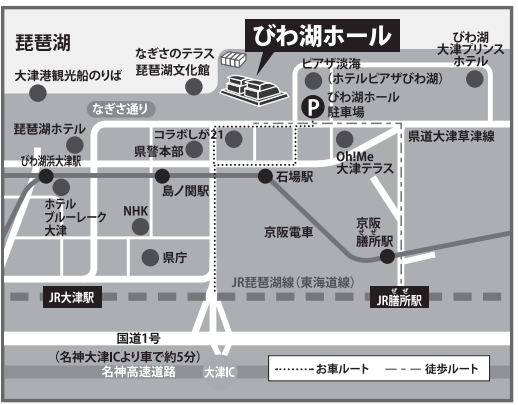 びわ湖ホール
琵琶湖
なぎさのテラス
琵琶湖文化館
大津港観光船のりば
ピアザ淡海
(ホテルピアザびわ湖)
びわ湖
大津プリンス
ホテル
P
びわ湖ホール
駐車場
なぎさ通り
琵琶湖ホテル
コラボしが21
県警本部
県道大津草津線
Oh!Me
大津テラス
びわ湖浜大津駅
島ノ関駅
石場駅
ホテル
ブルーレーク
大津
NHK
県庁
京阪電車
京阪
膳所駅
ぜぜ
JR琵琶湖線(東海道線)
JR大津駅
JR膳所駅
ぜぜ
国道1号
(名神大津ICより車で約5分)
名神高速道路
大津IC
お車ルート
徒歩ルート